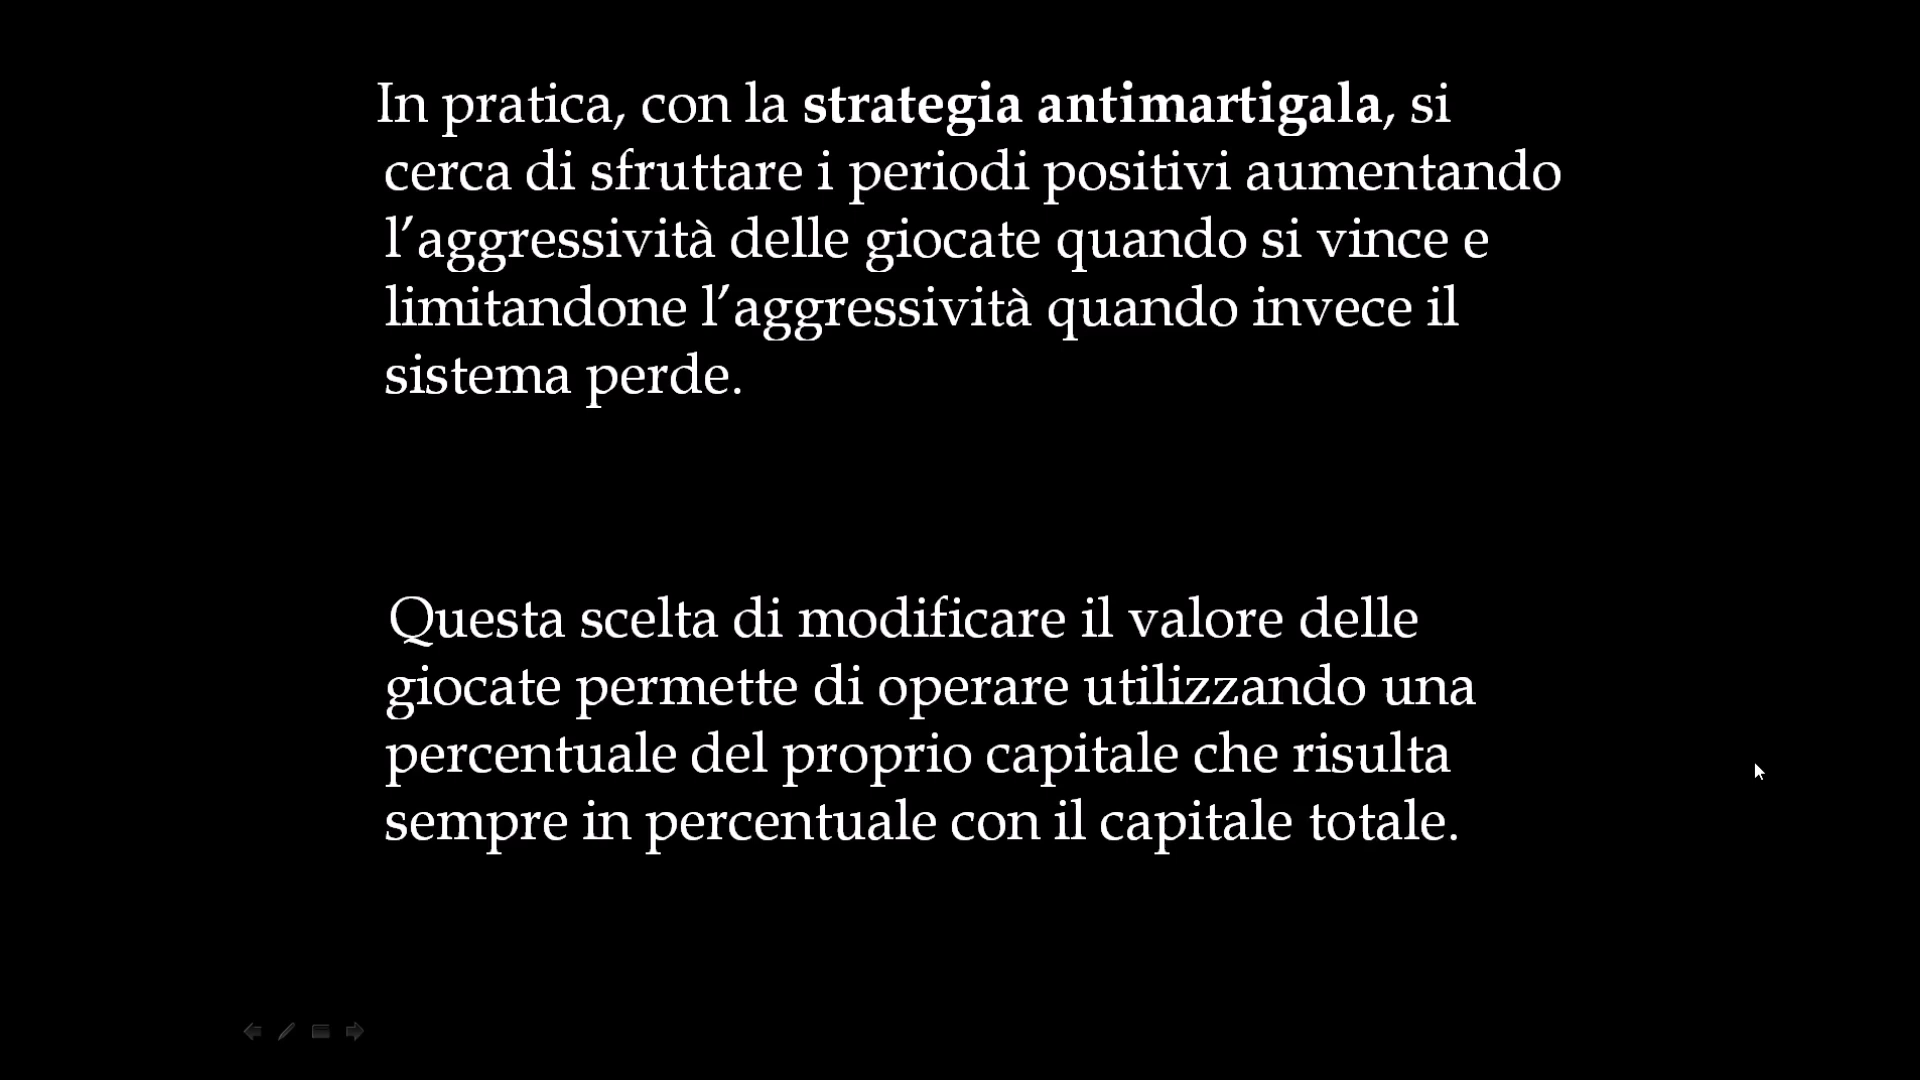 In pratica, con la strategia antimartigala, si
cerca di sfruttare i periodi positivi aumentando
l’aggressività delle giocate quando si vince e
limitandone l’aggressività quando invece il
sistema perde.
Questa scelta di modificare il valore delle
giocate permette di operare utilizzando una
percentuale del proprio capitale che risulta
sempre in percentuale con il capitale totale.